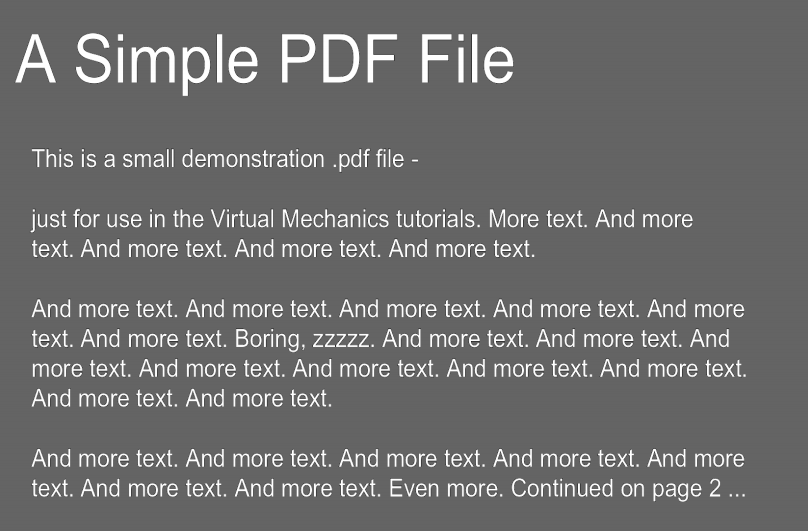 A Simple PDF File
This is a small demonstration .pdf file -
just for use in the Virtual Mechanics tutorials. More text. And more
text. And more text. And more text. And more text.
And more text. And more text. And more text. And more text. And more
text. And more text. Boring, zzzzz. And more text. And more text. And
more text. And more text. And more text. And more text. And more text.
And more text. And more text.
And more text. And more text. And more text. And more text. And more
text. And more text. And more text. Even more. Continued on page 2 ...